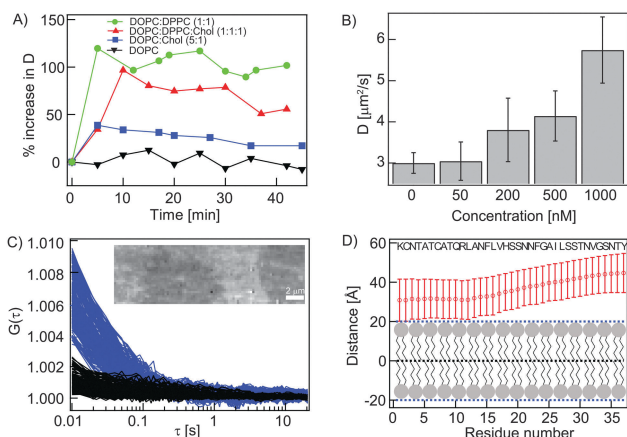 A)
DOPC:DPPC (1:1)
DOPC:DPPC:Chol (1:1:1)
DOPC:Chol (5:1)
DOPC
% increase in D
100
50
0
0 10 20 30 40
Time [min]
B)
D [μm²/s]
6
5
4
3
0 50 200 500 1000
Concentration [nM]
C)
G(τ)
1.010
1.008
1.006
1.004
1.002
1.000
2 μm
0.01 0.1 1 10
τ [s]
D)
KCNTATCATQRLANFLVHSSNNFGAILSSTNVGSNTY
Distance [Å]
60
40
20
0
-20
0 5 10 15 20 25 30 35
Residue number